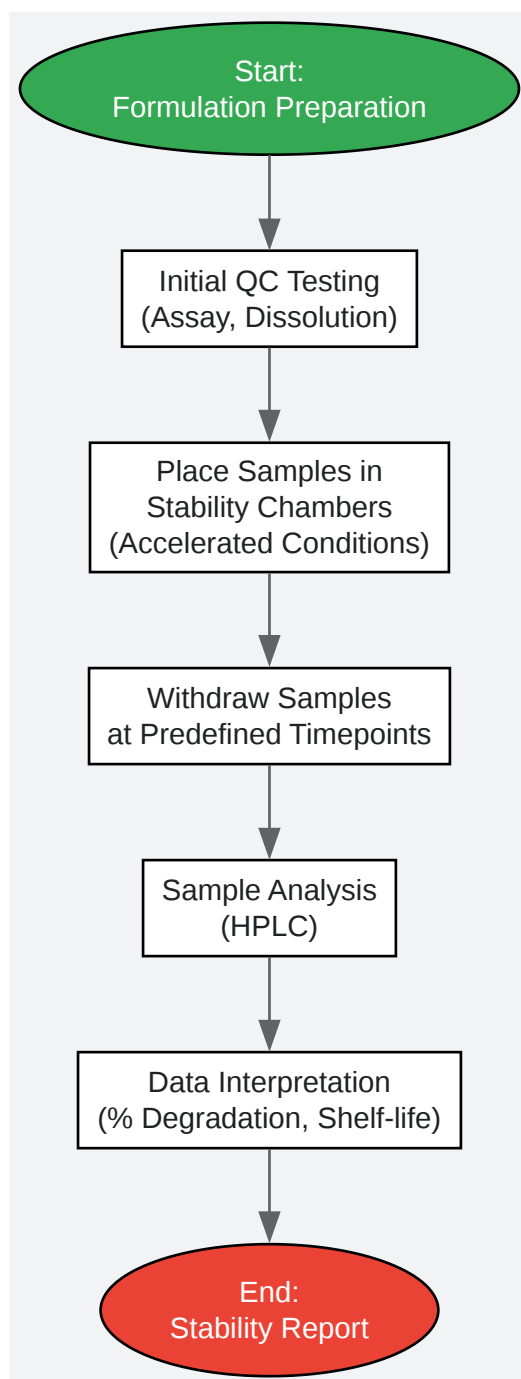 Start:
Formulation Preparation
Initial QC Testing
(Assay, Dissolution)
Place Samples in
Stability Chambers
(Accelerated Conditions)
Withdraw Samples
at Predefined Timepoints
Sample Analysis
(HPLC)
Data Interpretation
(% Degradation, Shelf-life)
End:
Stability Report